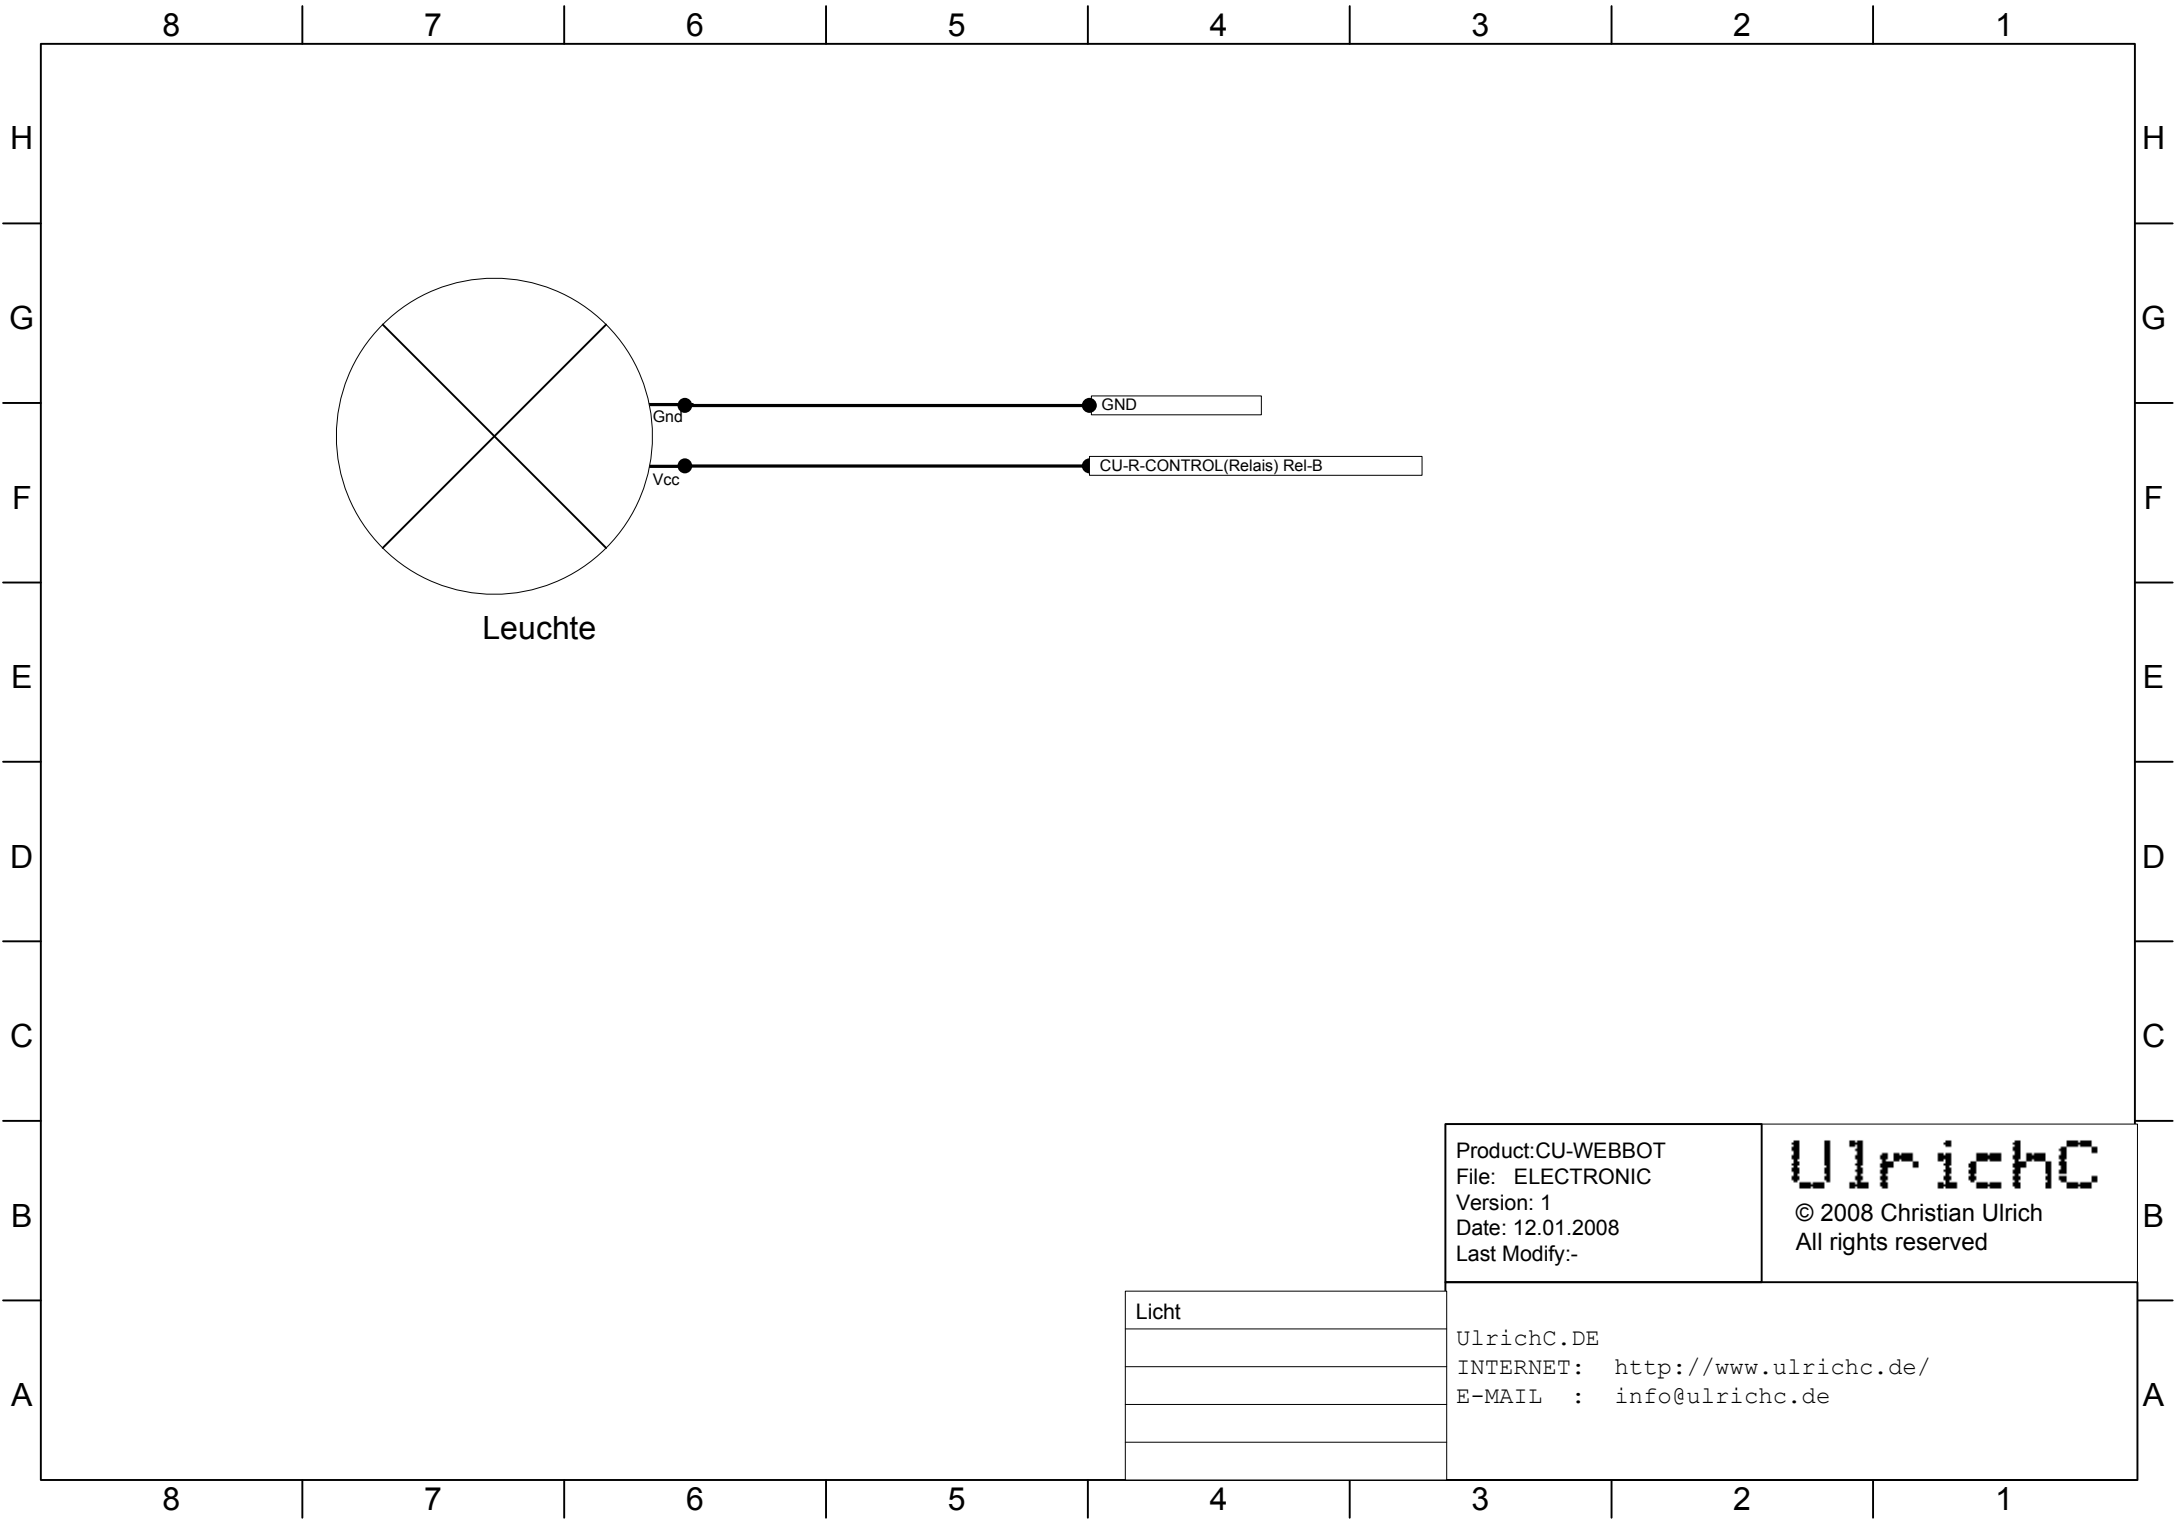 8 7 6 5 4 3 2 1
H H
G G
Gnd GND
Vcc CU-R-CONTROL(Relais) Rel-B
F F
Leuchte
E E
D D
C C
Product:CU-WEBBOT
File: ELECTRONIC
Version: 1
Date: 12.01.2008
Last Modify:-
UlrichC
© 2008 Christian Ulrich
All rights reserved
B B
Licht
UlrichC.DE
INTERNET: http://www.ulrichc.de/
E-MAIL : info@ulrichc.de
A A
8 7 6 5 4 3 2 1